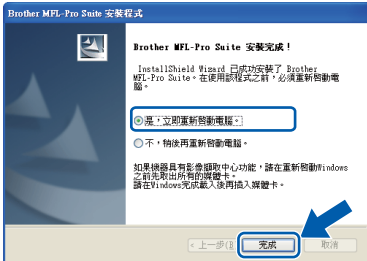 Brother MFL-Pro Suite 安裝程式
Brother MFL-Pro Suite 安裝完成！
InstallShield Wizard 已成功安裝了 Brother
MFL-Pro Suite。在使用該程式之前，必須重新啓動電
腦。
是，立即重新啓動電腦。
不，稍後再重新啓動電腦。
如果機器具有影像擷取中心功能，請在重新啓動Windows
之前先取出所有的媒體卡。
請在Windows完成載入後再插入媒體卡。
< 上一步(B)
完成
取消